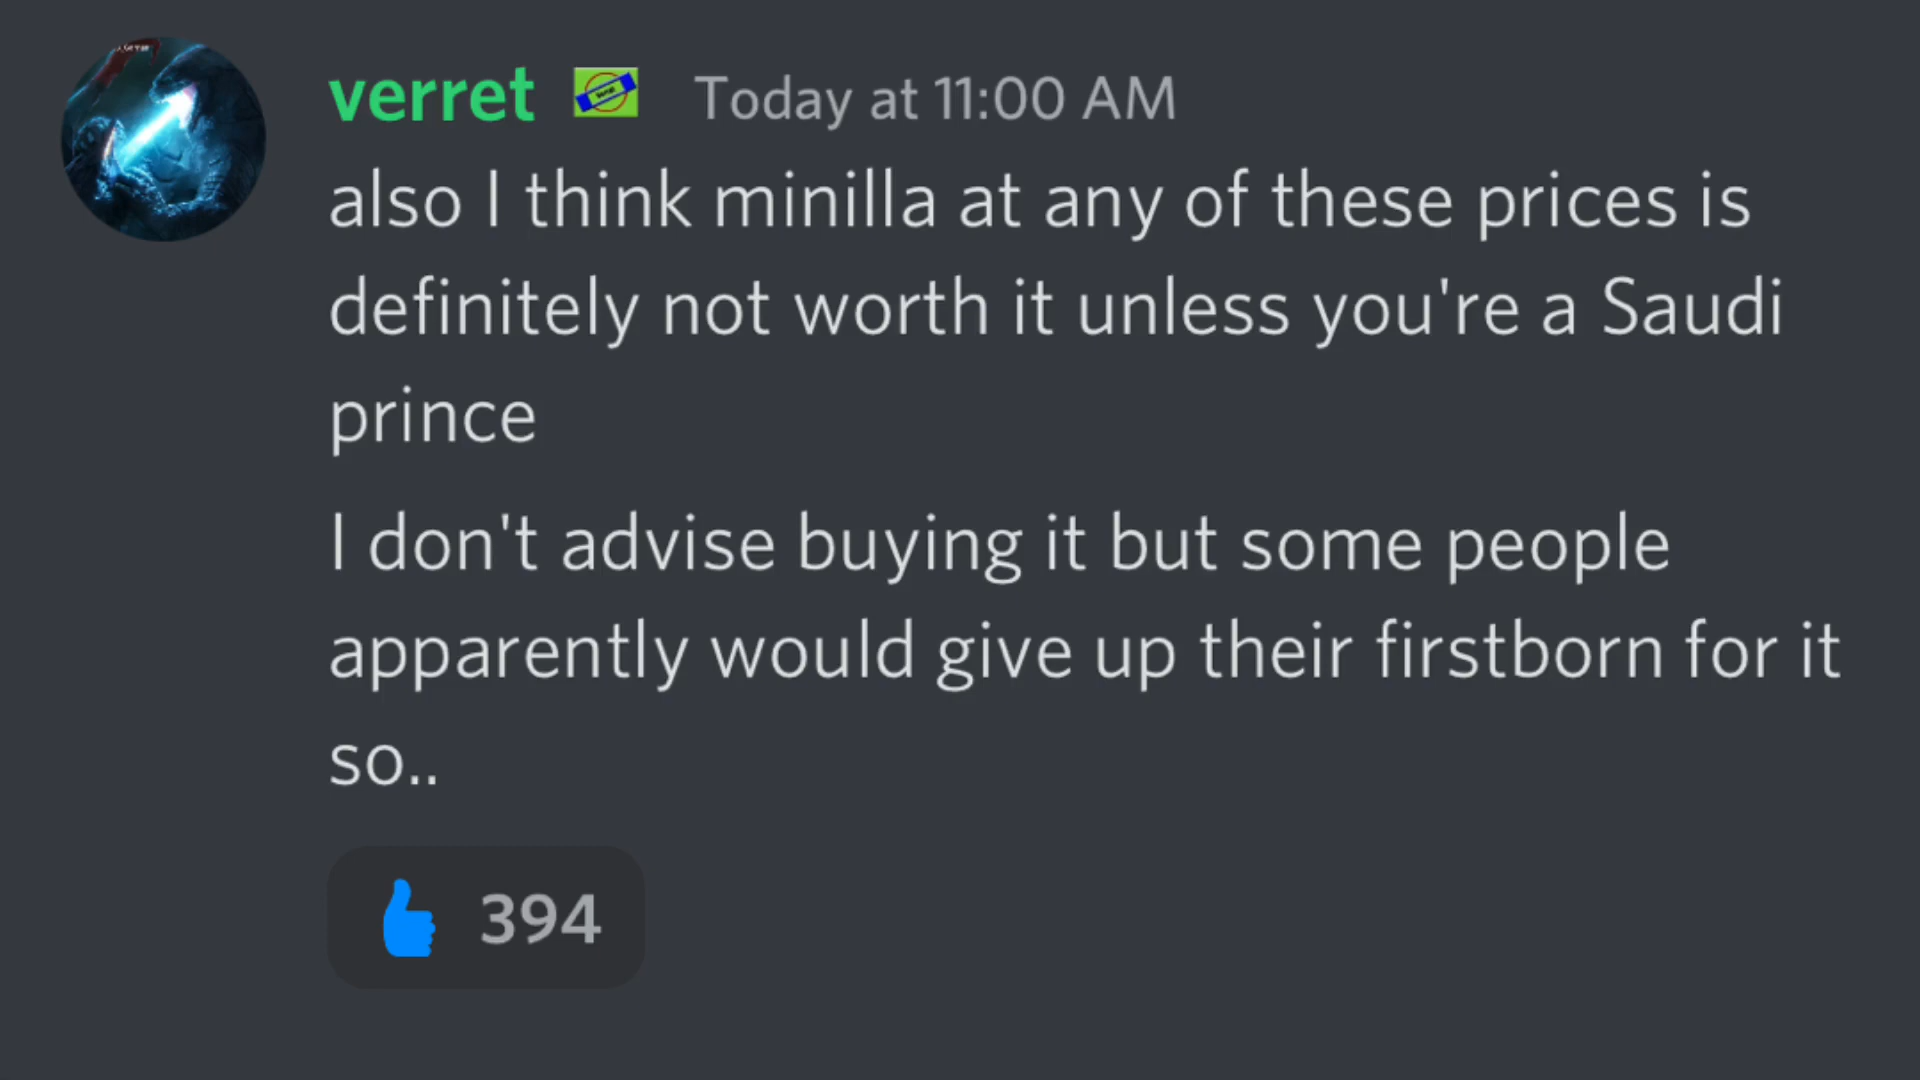 verret Today at 11:00 AM
also I think minilla at any of these prices is
definitely not worth it unless you're a Saudi
prince
I don't advise buying it but some people
apparently would give up their firstborn for it
so..
394